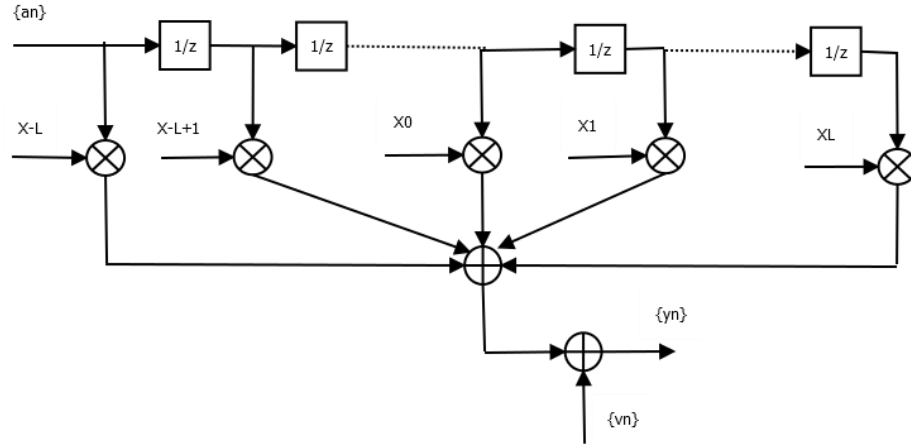 {an}
1/z
1/z
1/z
1/z
X-L
X-L+1
X0
X1
XL
{yn}
{vn}